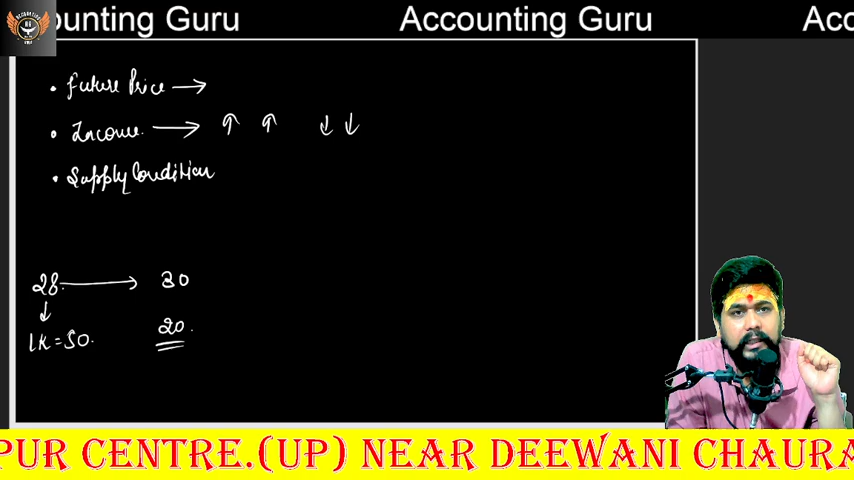 ounting Guru Accounting Guru Acc
• Future Price →
• Income. → ↑ ↑ ↓ ↓
• Supply Condition
28. → 30
↓
1K = 50. 20.
PUR CENTRE.(UP) NEAR DEEWANI CHAURA